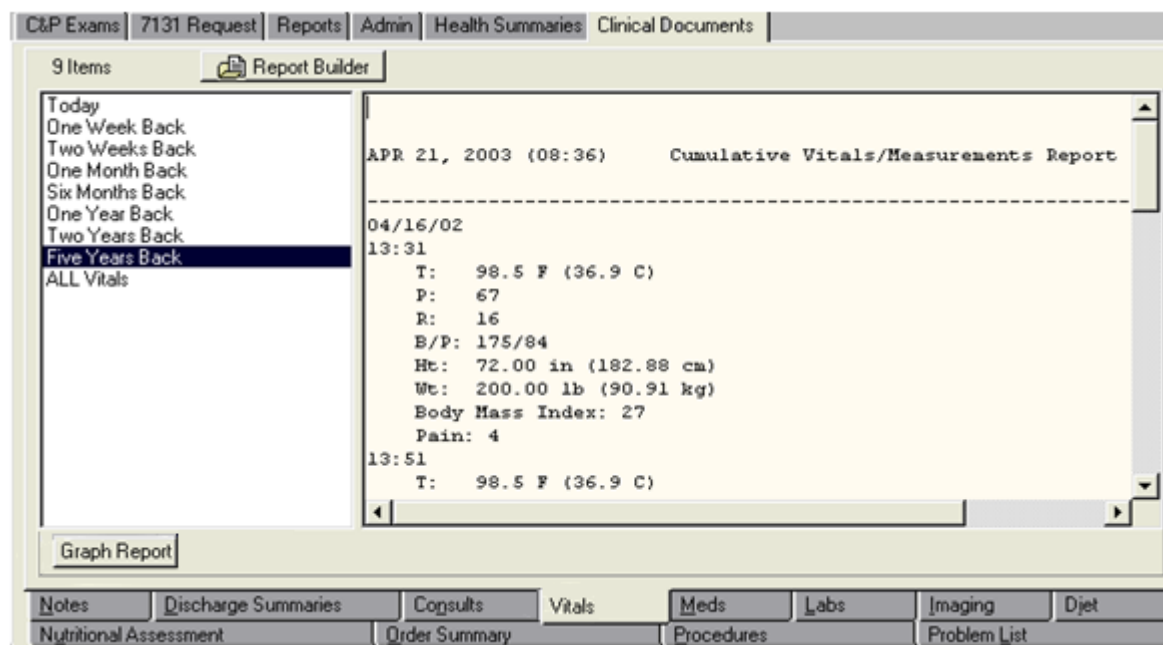 C&P Exams 7131 Request Reports Admin Health Summaries Clinical Documents
9 Items Report Builder
Today
One Week Back
Two Weeks Back
One Month Back
Six Months Back
One Year Back
Two Years Back
Five Years Back
ALL Vitals
APR 21, 2003 (08:36) Cumulative Vitals/Measurements Report
--------------------------------------------------------------------------------
04/16/02
13:31
T: 98.5 F (36.9 C)
P: 67
R: 16
B/P: 175/84
Ht: 72.00 in (182.88 cm)
Wt: 200.00 lb (90.91 kg)
Body Mass Index: 27
Pain: 4
13:51
T: 98.5 F (36.9 C)
Graph Report
Notes Discharge Summaries Consults Vitals Meds Labs Imaging Diet
Nutritional Assessment Order Summary Procedures Problem List